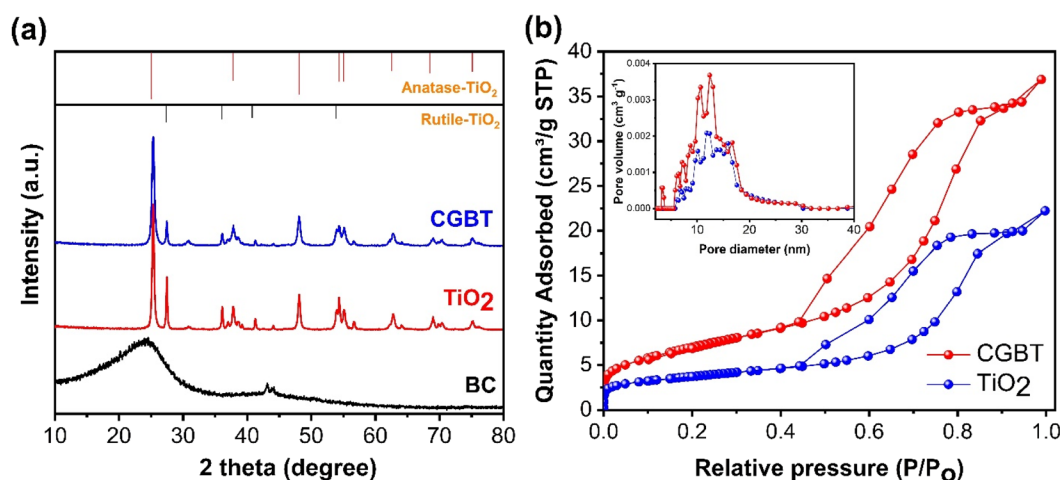 (a)
Anatase-TiO₂
Rutile-TiO₂
CGBT
TiO₂
BC
Intensity (a.u.)
10 20 30 40 50 60 70 80
2 theta (degree)
(b)
Quantity Adsorbed (cm³/g STP)
40
35
30
25
20
15
10
5
0
0.0 0.2 0.4 0.6 0.8 1.0
Relative pressure (P/P₀)
Pore volume (cm³ g⁻¹)
0.004
0.003
0.002
0.001
0.000
10 20 30 40
Pore diameter (nm)
CGBT
TiO₂